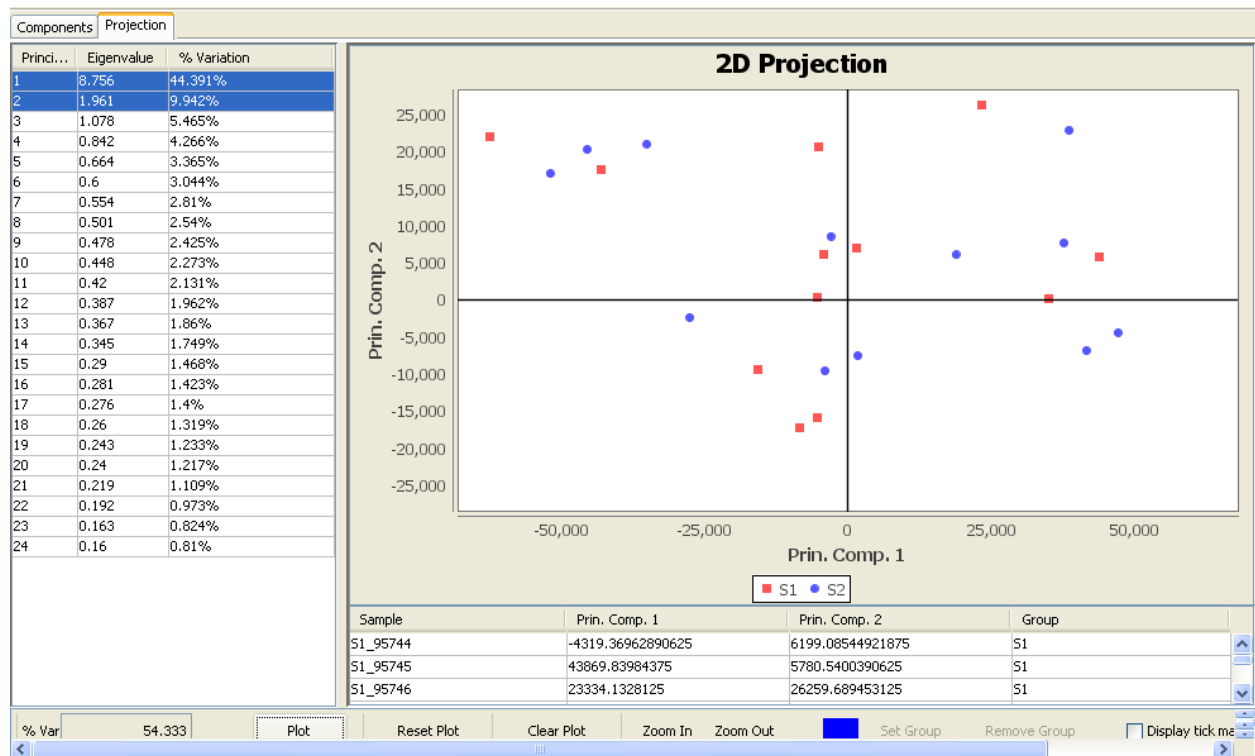 Components Projection
Princi... Eigenvalue % Variation
1 8.756 44.391%
2 1.961 9.942%
3 1.078 5.465%
4 0.842 4.266%
5 0.664 3.365%
6 0.6 3.044%
7 0.554 2.81%
8 0.501 2.54%
9 0.478 2.425%
10 0.448 2.273%
11 0.42 2.131%
12 0.387 1.962%
13 0.367 1.86%
14 0.345 1.749%
15 0.29 1.468%
16 0.281 1.423%
17 0.276 1.4%
18 0.26 1.319%
19 0.243 1.233%
20 0.24 1.217%
21 0.219 1.109%
22 0.192 0.973%
23 0.163 0.824%
24 0.16 0.81%
2D Projection
Prin. Comp. 2
25,000
20,000
15,000
10,000
5,000
0
-5,000
-10,000
-15,000
-20,000
-25,000
-50,000 -25,000 0 25,000 50,000
Prin. Comp. 1
S1 S2
Sample Prin. Comp. 1 Prin. Comp. 2 Group
S1_95744 -4319.36962890625 6199.08544921875 S1
S1_95745 43869.83984375 5780.5400390625 S1
S1_95746 23334.1328125 26259.689453125 S1
% Var 54.333 Plot Reset Plot Clear Plot Zoom In Zoom Out Set Group Remove Group Display tick ma